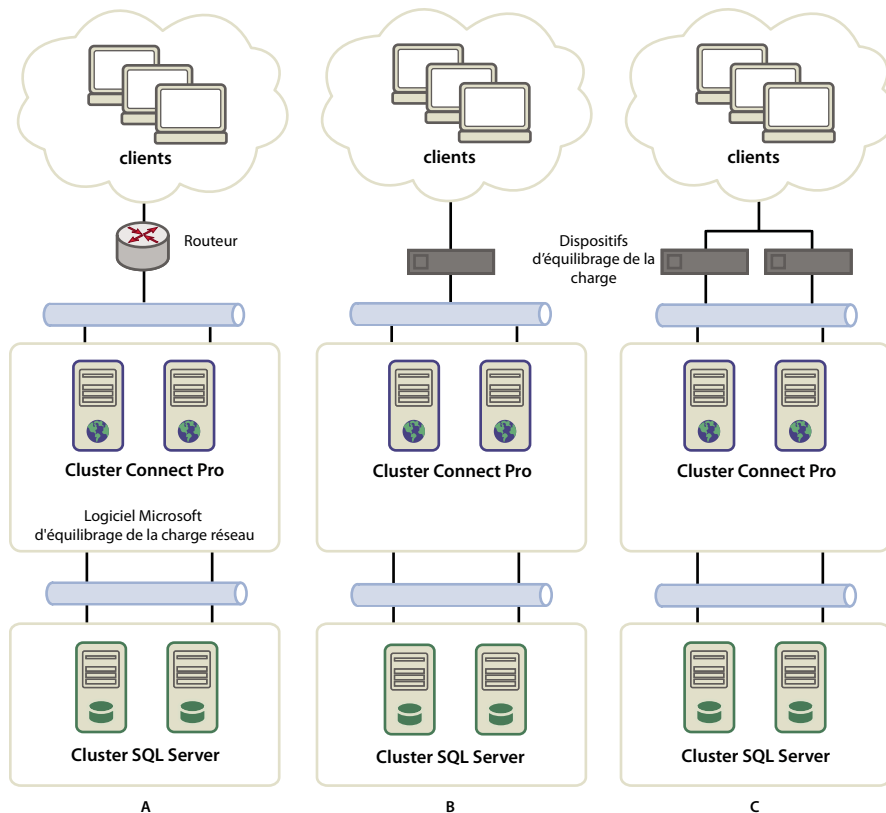 clients
clients
clients
Routeur
Dispositifs
d'équilibrage de la
charge
Cluster Connect Pro
Cluster Connect Pro
Cluster Connect Pro
Logiciel Microsoft
d'équilibrage de la charge réseau
Cluster SQL Server
Cluster SQL Server
Cluster SQL Server
A
B
C